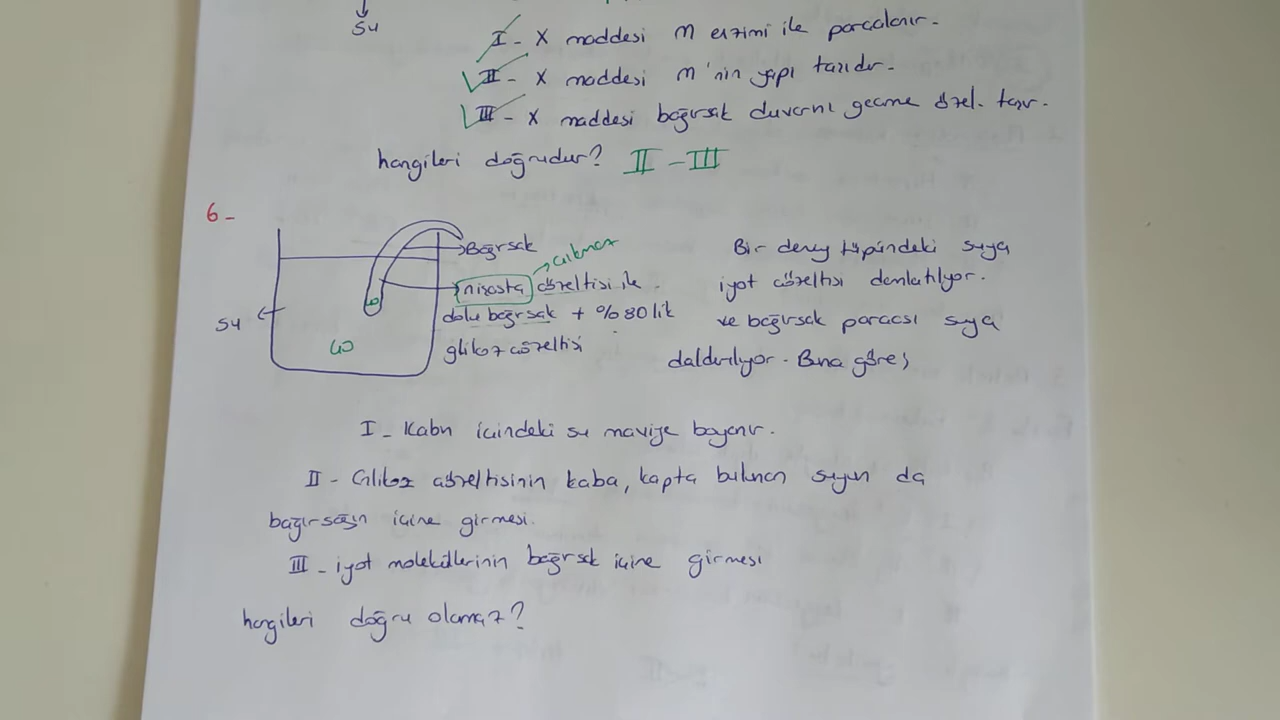 Su
I - X maddesi M enzimi ile parçalanır.
II - X maddesi M'nin yapı taşıdır.
III - X maddesi bağırsak duvarını geçme özel. taşır.
hangileri doğrudur? II - III
6-
Bağırsak
çıkmaz
nişasta çözeltisi ile
dolu bağırsak + %80 lik
glikoz çözeltisi
Su
Bir deney tüpündeki suya
iyot çözeltisi damlatılıyor.
ve bağırsak parçası suya
daldırılıyor. Buna göre;
I - Kabın içindeki su maviye boyanır.
II - Glikoz çözeltisinin kaba, kapta bulunan suyun da
bağırsağın içine girmesi.
III - iyot moleküllerinin bağırsak içine girmesi
hangileri doğru olamaz?